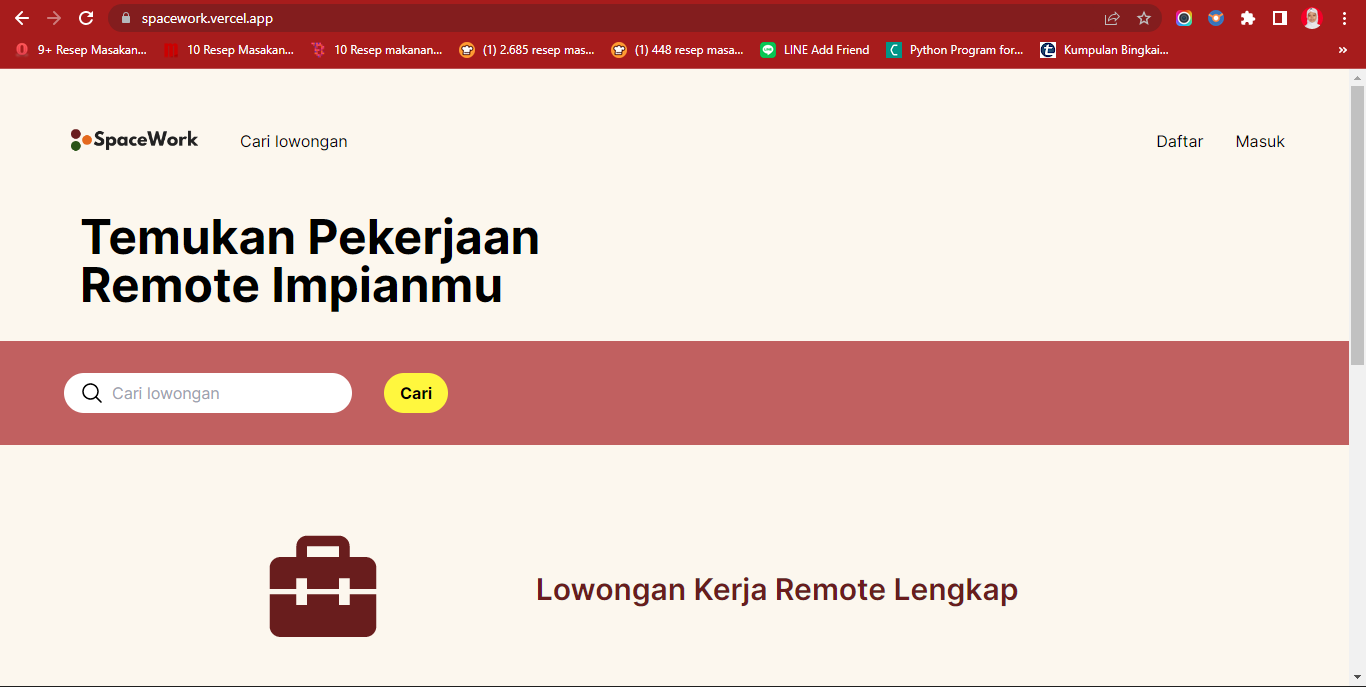 spacework.vercel.app
9+ Resep Masakan...
10 Resep Masakan...
10 Resep makanan...
(1) 2.685 resep mas...
(1) 448 resep masa...
LINE Add Friend
Python Program for...
Kumpulan Bingkai...
»
SpaceWork
Cari lowongan
Daftar
Masuk
Temukan Pekerjaan
Remote Impianmu
Cari lowongan
Cari
Lowongan Kerja Remote Lengkap